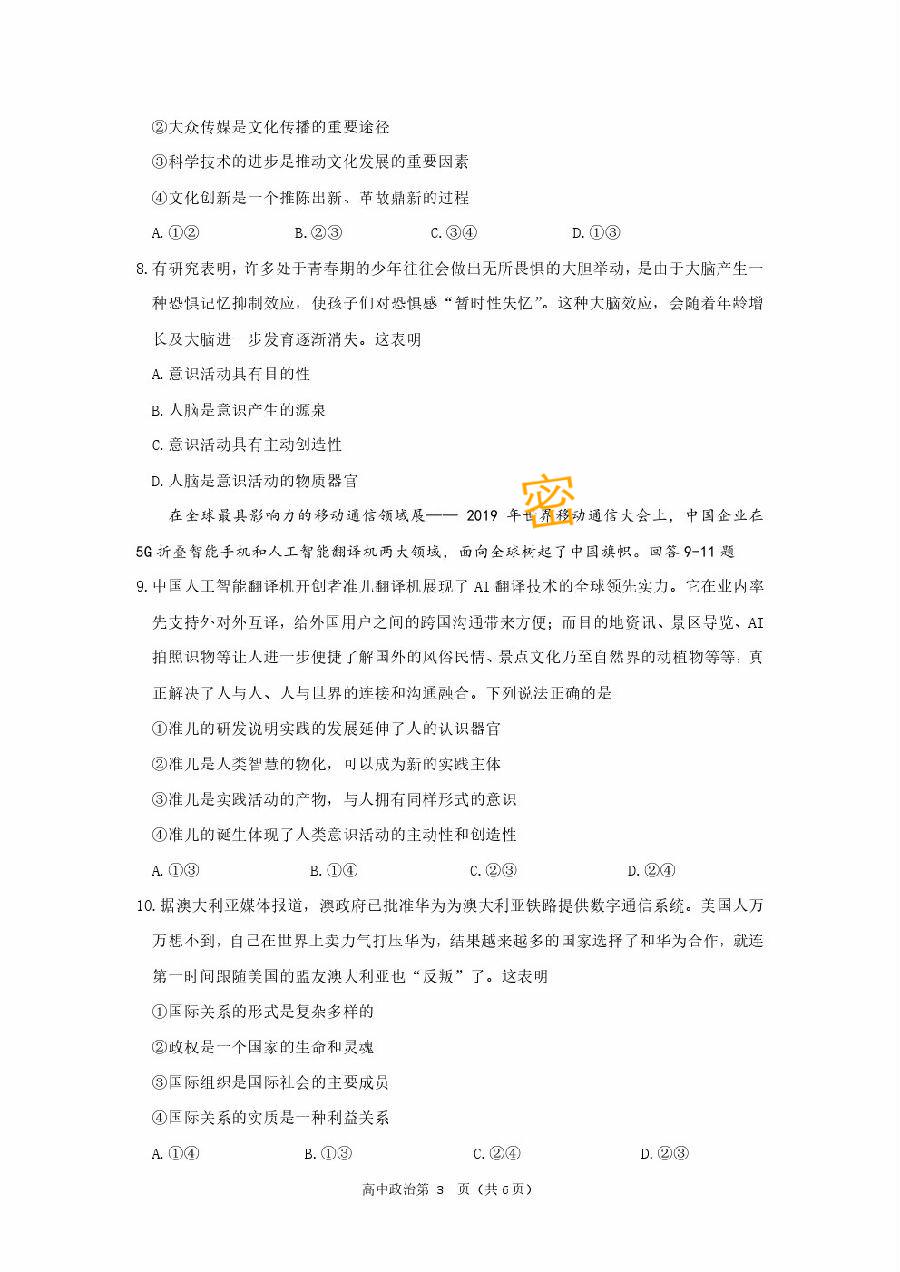 ②大众传媒是文化传播的重要途径
③科学技术的进步是推动文化发展的重要因素
④文化创新是一个推陈出新、革故鼎新的过程
A.①② B.②③ C.③④ D.①③
8.有研究表明，许多处于青春期的少年往往会做出无所畏惧的大胆举动，是由于大脑产生一
种恐惧记忆抑制效应，使孩子们对恐惧感“暂时性失忆”。这种大脑效应，会随着年龄增
长及大脑进一步发育逐渐消失。这表明
A.意识活动具有目的性
B.人脑是意识产生的源泉
C.意识活动具有主动创造性
D.人脑是意识活动的物质器官
密
在全球最具影响力的移动通信领域展——2019 年世界移动通信大会上，中国企业在
5G折叠智能手机和人工智能翻译机两大领域，面向全球树起了中国旗帜。回答9-11题
9.中国人工智能翻译机开创者准儿翻译机展现了AI翻译技术的全球领先实力。它在业内率
先支持外对外互译，给外国用户之间的跨国沟通带来方便；而目的地资讯、景区导览、AI
拍照识物等让人进一步便捷了解国外的风俗民情、景点文化乃至自然界的动植物等等，真
正解决了人与人、人与世界的连接和沟通融合。下列说法正确的是
①准儿的研发说明实践的发展延伸了人的认识器官
②准儿是人类智慧的物化，可以成为新的实践主体
③准儿是实践活动的产物，与人拥有同样形式的意识
④准儿的诞生体现了人类意识活动的主动性和创造性
A.①③ B.①④ C.②③ D.②④
10.据澳大利亚媒体报道，澳政府已批准华为为澳大利亚铁路提供数字通信系统。美国人万
万想不到，自己在世界上卖力气打压华为，结果越来越多的国家选择了和华为合作，就连
第一时间跟随美国的盟友澳大利亚也“反叛”了。这表明
①国际关系的形式是复杂多样的
②政权是一个国家的生命和灵魂
③国际组织是国际社会的主要成员
④国际关系的实质是一种利益关系
A.①④ B.①③ C.②④ D.②③
高中政治第 3 页（共6页）